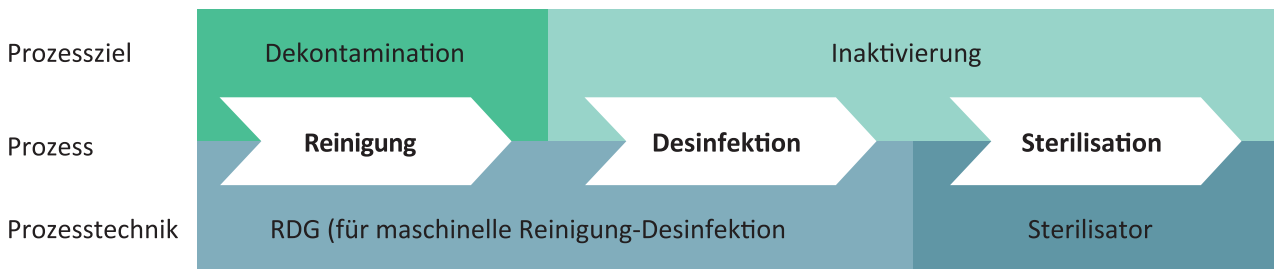 Prozessziel Dekontamination Inaktivierung
Prozess Reinigung Desinfektion Sterilisation
Prozesstechnik RDG (für maschinelle Reinigung-Desinfektion Sterilisator